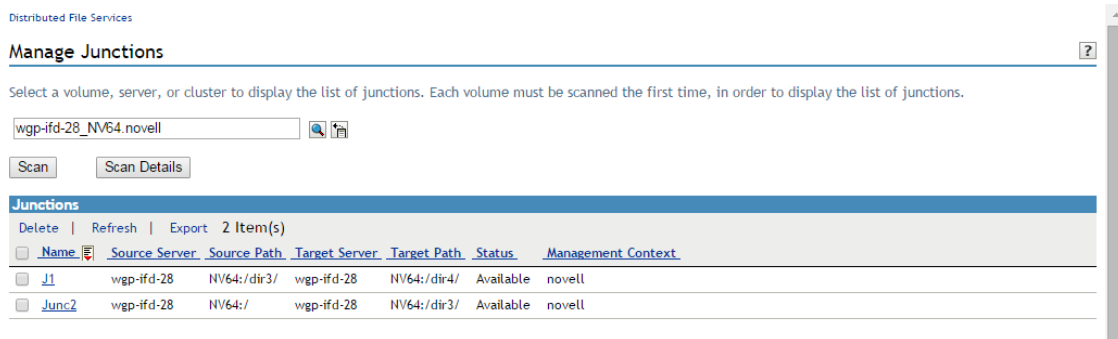 Distributed File Services
Manage Junctions
?
Select a volume, server, or cluster to display the list of junctions. Each volume must be scanned the first time, in order to display the list of junctions.
wgp-ifd-28_NV64.novell
Scan Scan Details
Junctions
Delete | Refresh | Export 2 Item(s)
Name Source Server Source Path Target Server Target Path Status Management Context
J1 wgp-ifd-28 NV64:/dir3/ wgp-ifd-28 NV64:/dir4/ Available novell
Junc2 wgp-ifd-28 NV64:/ wgp-ifd-28 NV64:/dir3/ Available novell